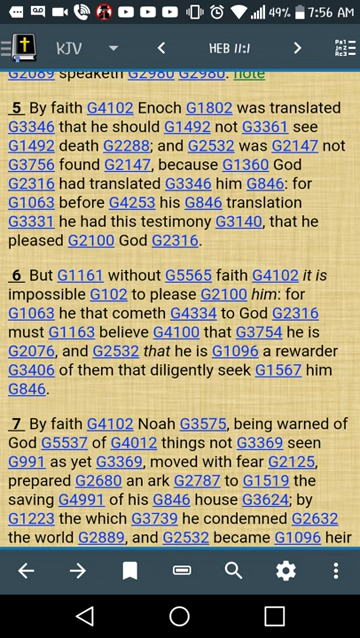 49% 7:56 AM
KJV HEB 11:1
G2089 speaketh G2980 G2980. note
5 By faith G4102 Enoch G1802 was translated
G3346 that he should G1492 not G3361 see
G1492 death G2288; and G2532 was G2147 not
G3756 found G2147, because G1360 God
G2316 had translated G3346 him G846: for
G1063 before G4253 his G846 translation
G3331 he had this testimony G3140, that he
pleased G2100 God G2316.
6 But G1161 without G5565 faith G4102 it is
impossible G102 to please G2100 him: for
G1063 he that cometh G4334 to God G2316
must G1163 believe G4100 that G3754 he is
G2076, and G2532 that he is G1096 a rewarder
G3406 of them that diligently seek G1567 him
G846.
7 By faith G4102 Noah G3575, being warned of
God G5537 of G4012 things not G3369 seen
G991 as yet G3369, moved with fear G2125,
prepared G2680 an ark G2787 to G1519 the
saving G4991 of his G846 house G3624; by
G1223 the which G3739 he condemned G2632
the world G2889, and G2532 became G1096 heir